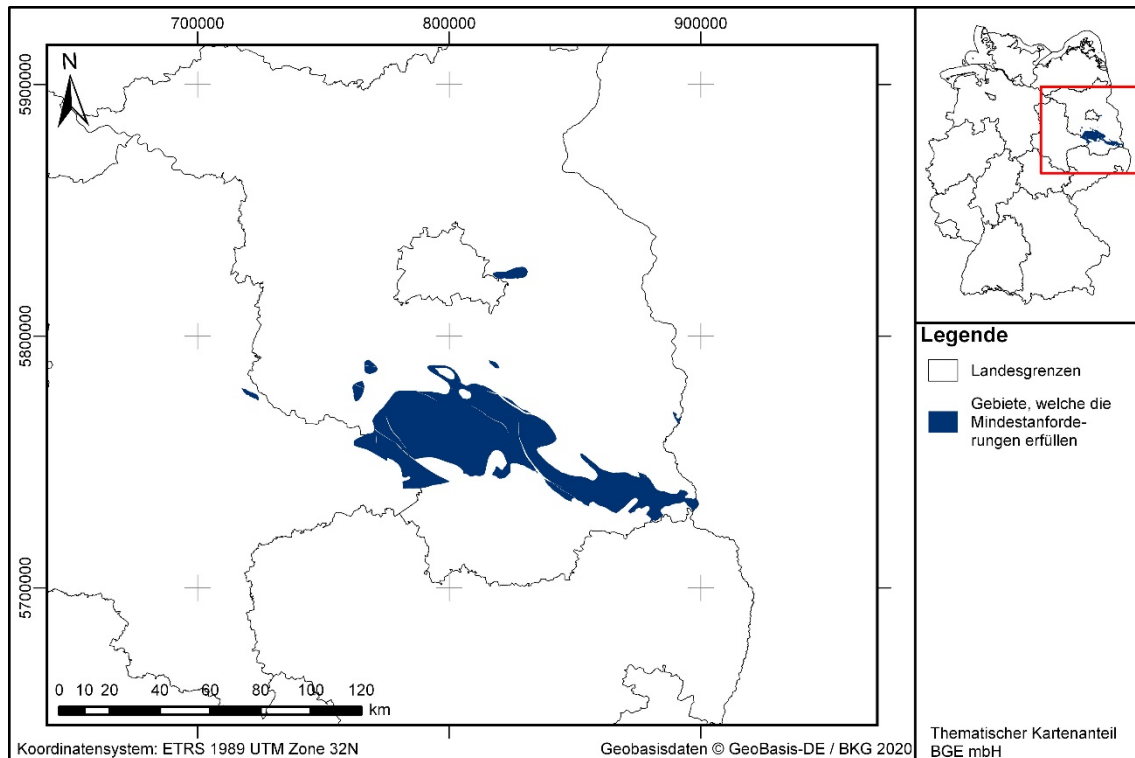 700000
800000
900000
5900000
5800000
5700000
N
0 10 20 40 60 80 100 120
km
Koordinatensystem: ETRS 1989 UTM Zone 32N
Geobasisdaten © GeoBasis-DE / BKG 2020
Legende
Landesgrenzen
Gebiete, welche die
Mindestanforde-
rungen erfüllen
Thematischer Kartenanteil
BGE mbH